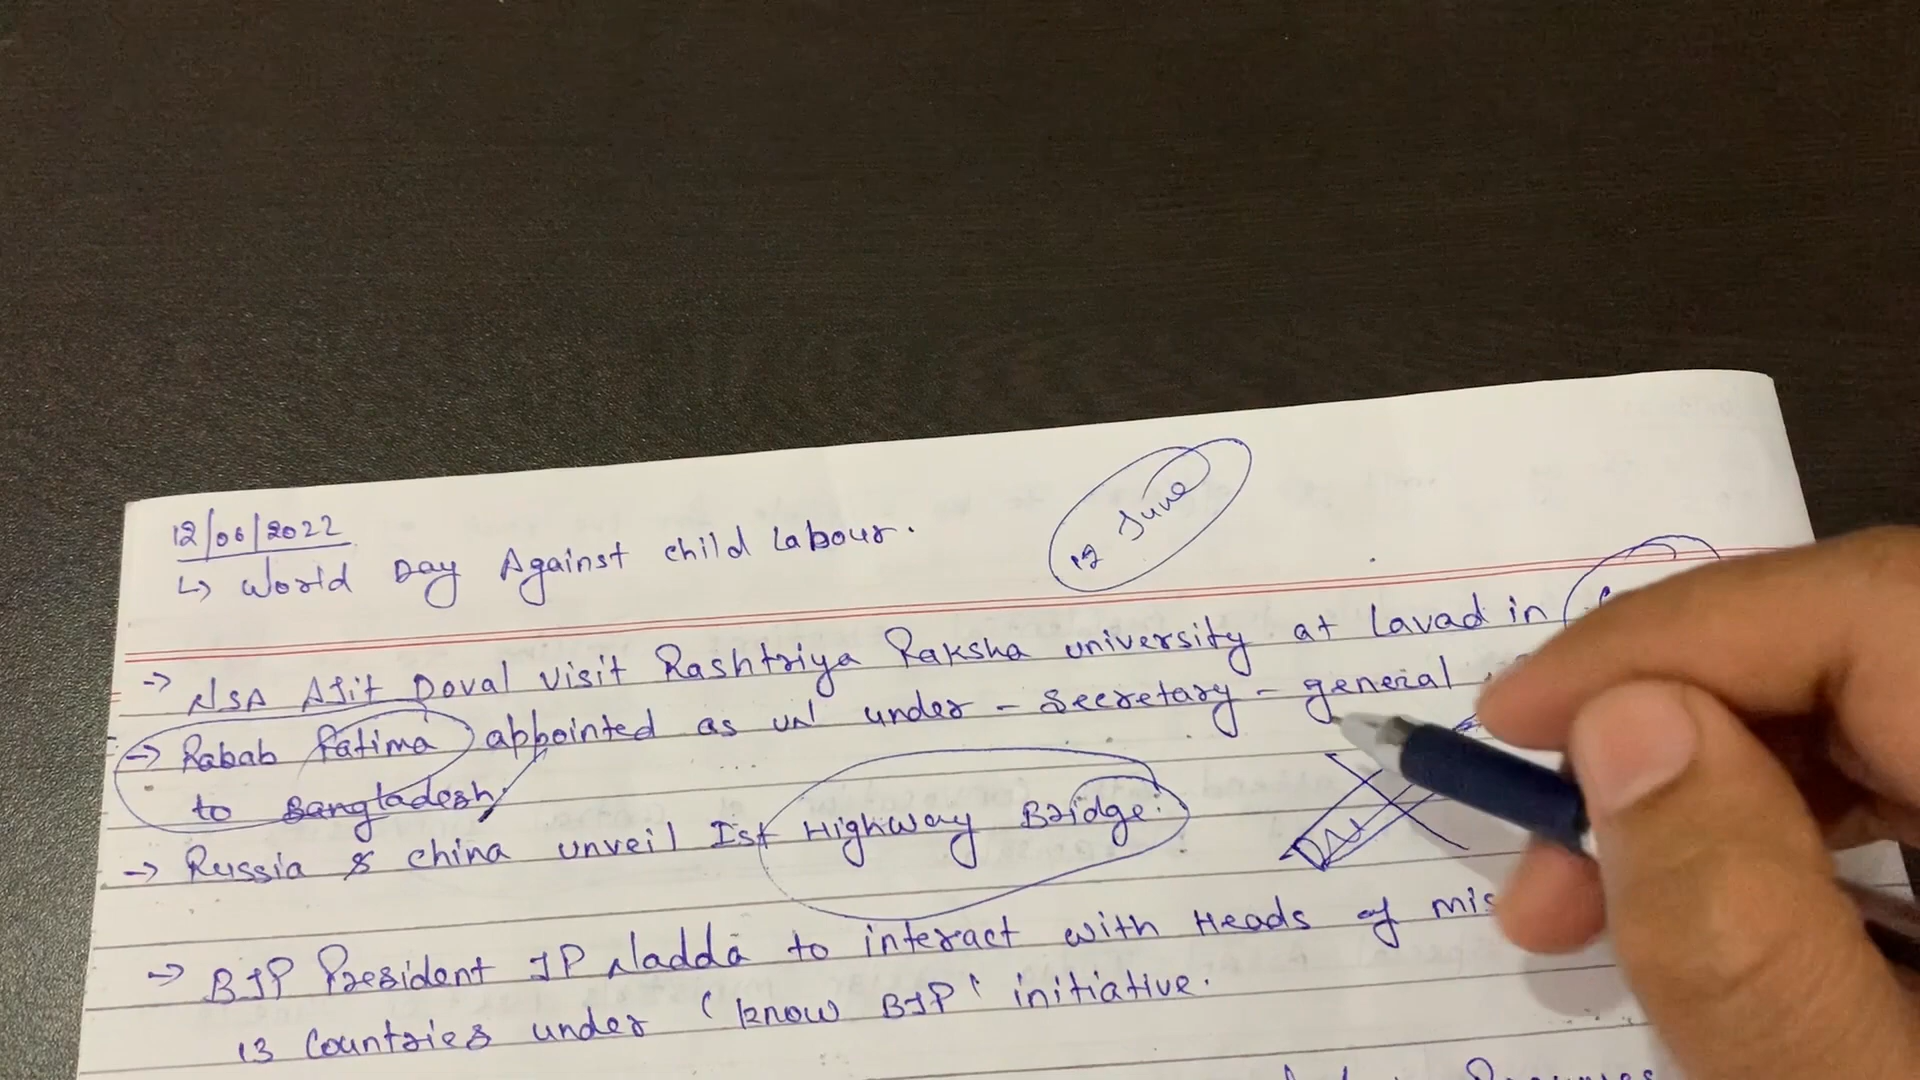 12/06/2022
12 June
↳ World Day Against child Labour.
→ NSA Ajit Doval visit Rashtriya Raksha university at Lavad in
→ Rabab Fatima appointed as UN under - Secretary - general
to Bangladesh
→ Russia & china unveil Ist Highway Bridge.
→ BJP President JP Nadda to interact with Heads of mis
13 Countries under 'know BJP' initiative.